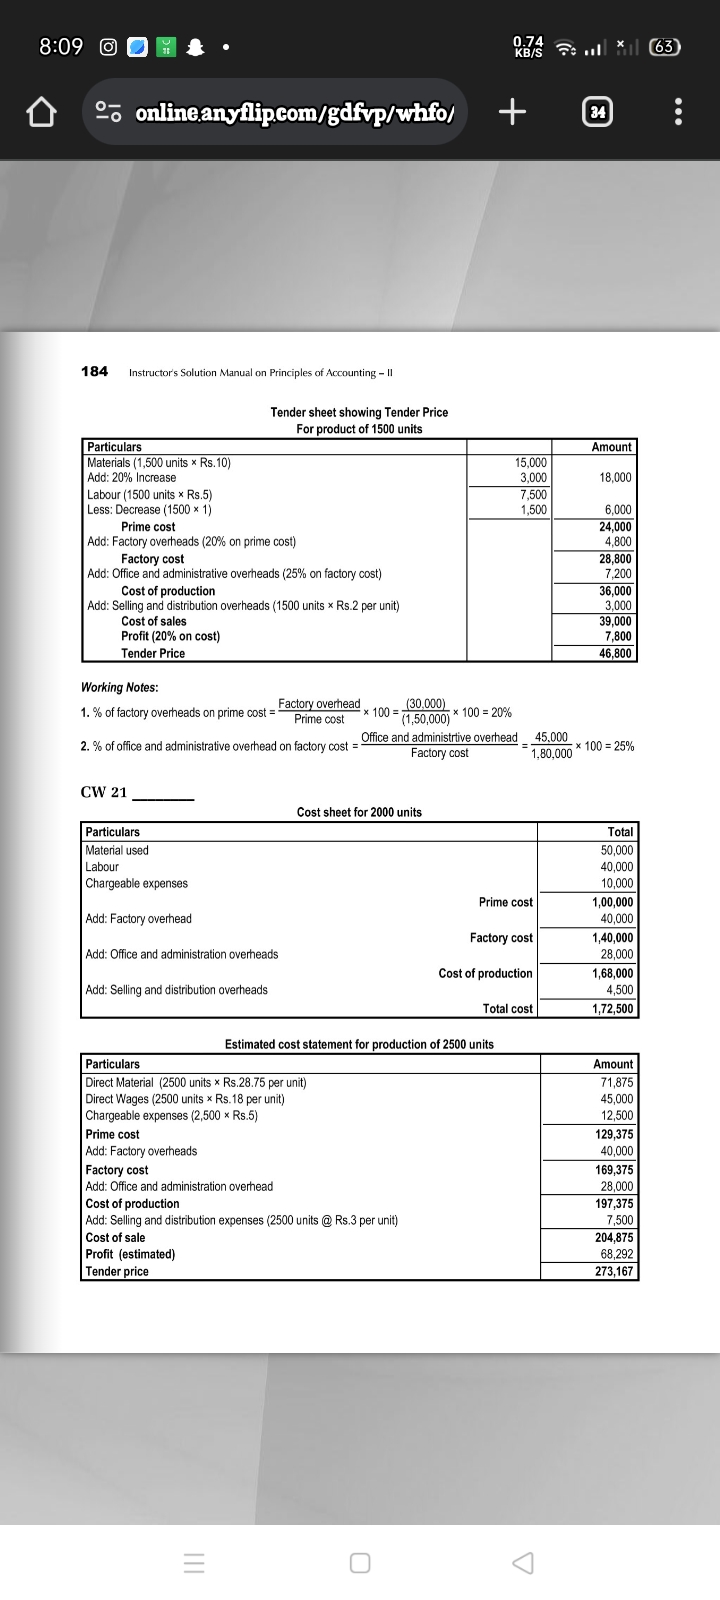 8:09
0.74 KB/S
63
online.anyflip.com/gdfvp/whfo/
34
184 Instructor's Solution Manual on Principles of Accounting – II
Tender sheet showing Tender Price
For product of 1500 units
Particulars Amount
Materials (1,500 units × Rs.10) 15,000
Add: 20% Increase 3,000 18,000
Labour (1500 units × Rs.5) 7,500
Less: Decrease (1500 × 1) 1,500 6,000
Prime cost 24,000
Add: Factory overheads (20% on prime cost) 4,800
Factory cost 28,800
Add: Office and administrative overheads (25% on factory cost) 7,200
Cost of production 36,000
Add: Selling and distribution overheads (1500 units × Rs.2 per unit) 3,000
Cost of sales 39,000
Profit (20% on cost) 7,800
Tender Price 46,800
Working Notes:
1. % of factory overheads on prime cost = Factory overhead / Prime cost × 100 = (30,000) / (1,50,000) × 100 = 20%
2. % of office and administrative overhead on factory cost = Office and administrtive overhead / Factory cost = 45,000 / 1,80,000 × 100 = 25%
CW 21
Cost sheet for 2000 units
Particulars Total
Material used 50,000
Labour 40,000
Chargeable expenses 10,000
Prime cost 1,00,000
Add: Factory overhead 40,000
Factory cost 1,40,000
Add: Office and administration overheads 28,000
Cost of production 1,68,000
Add: Selling and distribution overheads 4,500
Total cost 1,72,500
Estimated cost statement for production of 2500 units
Particulars Amount
Direct Material (2500 units × Rs.28.75 per unit) 71,875
Direct Wages (2500 units × Rs.18 per unit) 45,000
Chargeable expenses (2,500 × Rs.5) 12,500
Prime cost 129,375
Add: Factory overheads 40,000
Factory cost 169,375
Add: Office and administration overhead 28,000
Cost of production 197,375
Add: Selling and distribution expenses (2500 units @ Rs.3 per unit) 7,500
Cost of sale 204,875
Profit (estimated) 68,292
Tender price 273,167